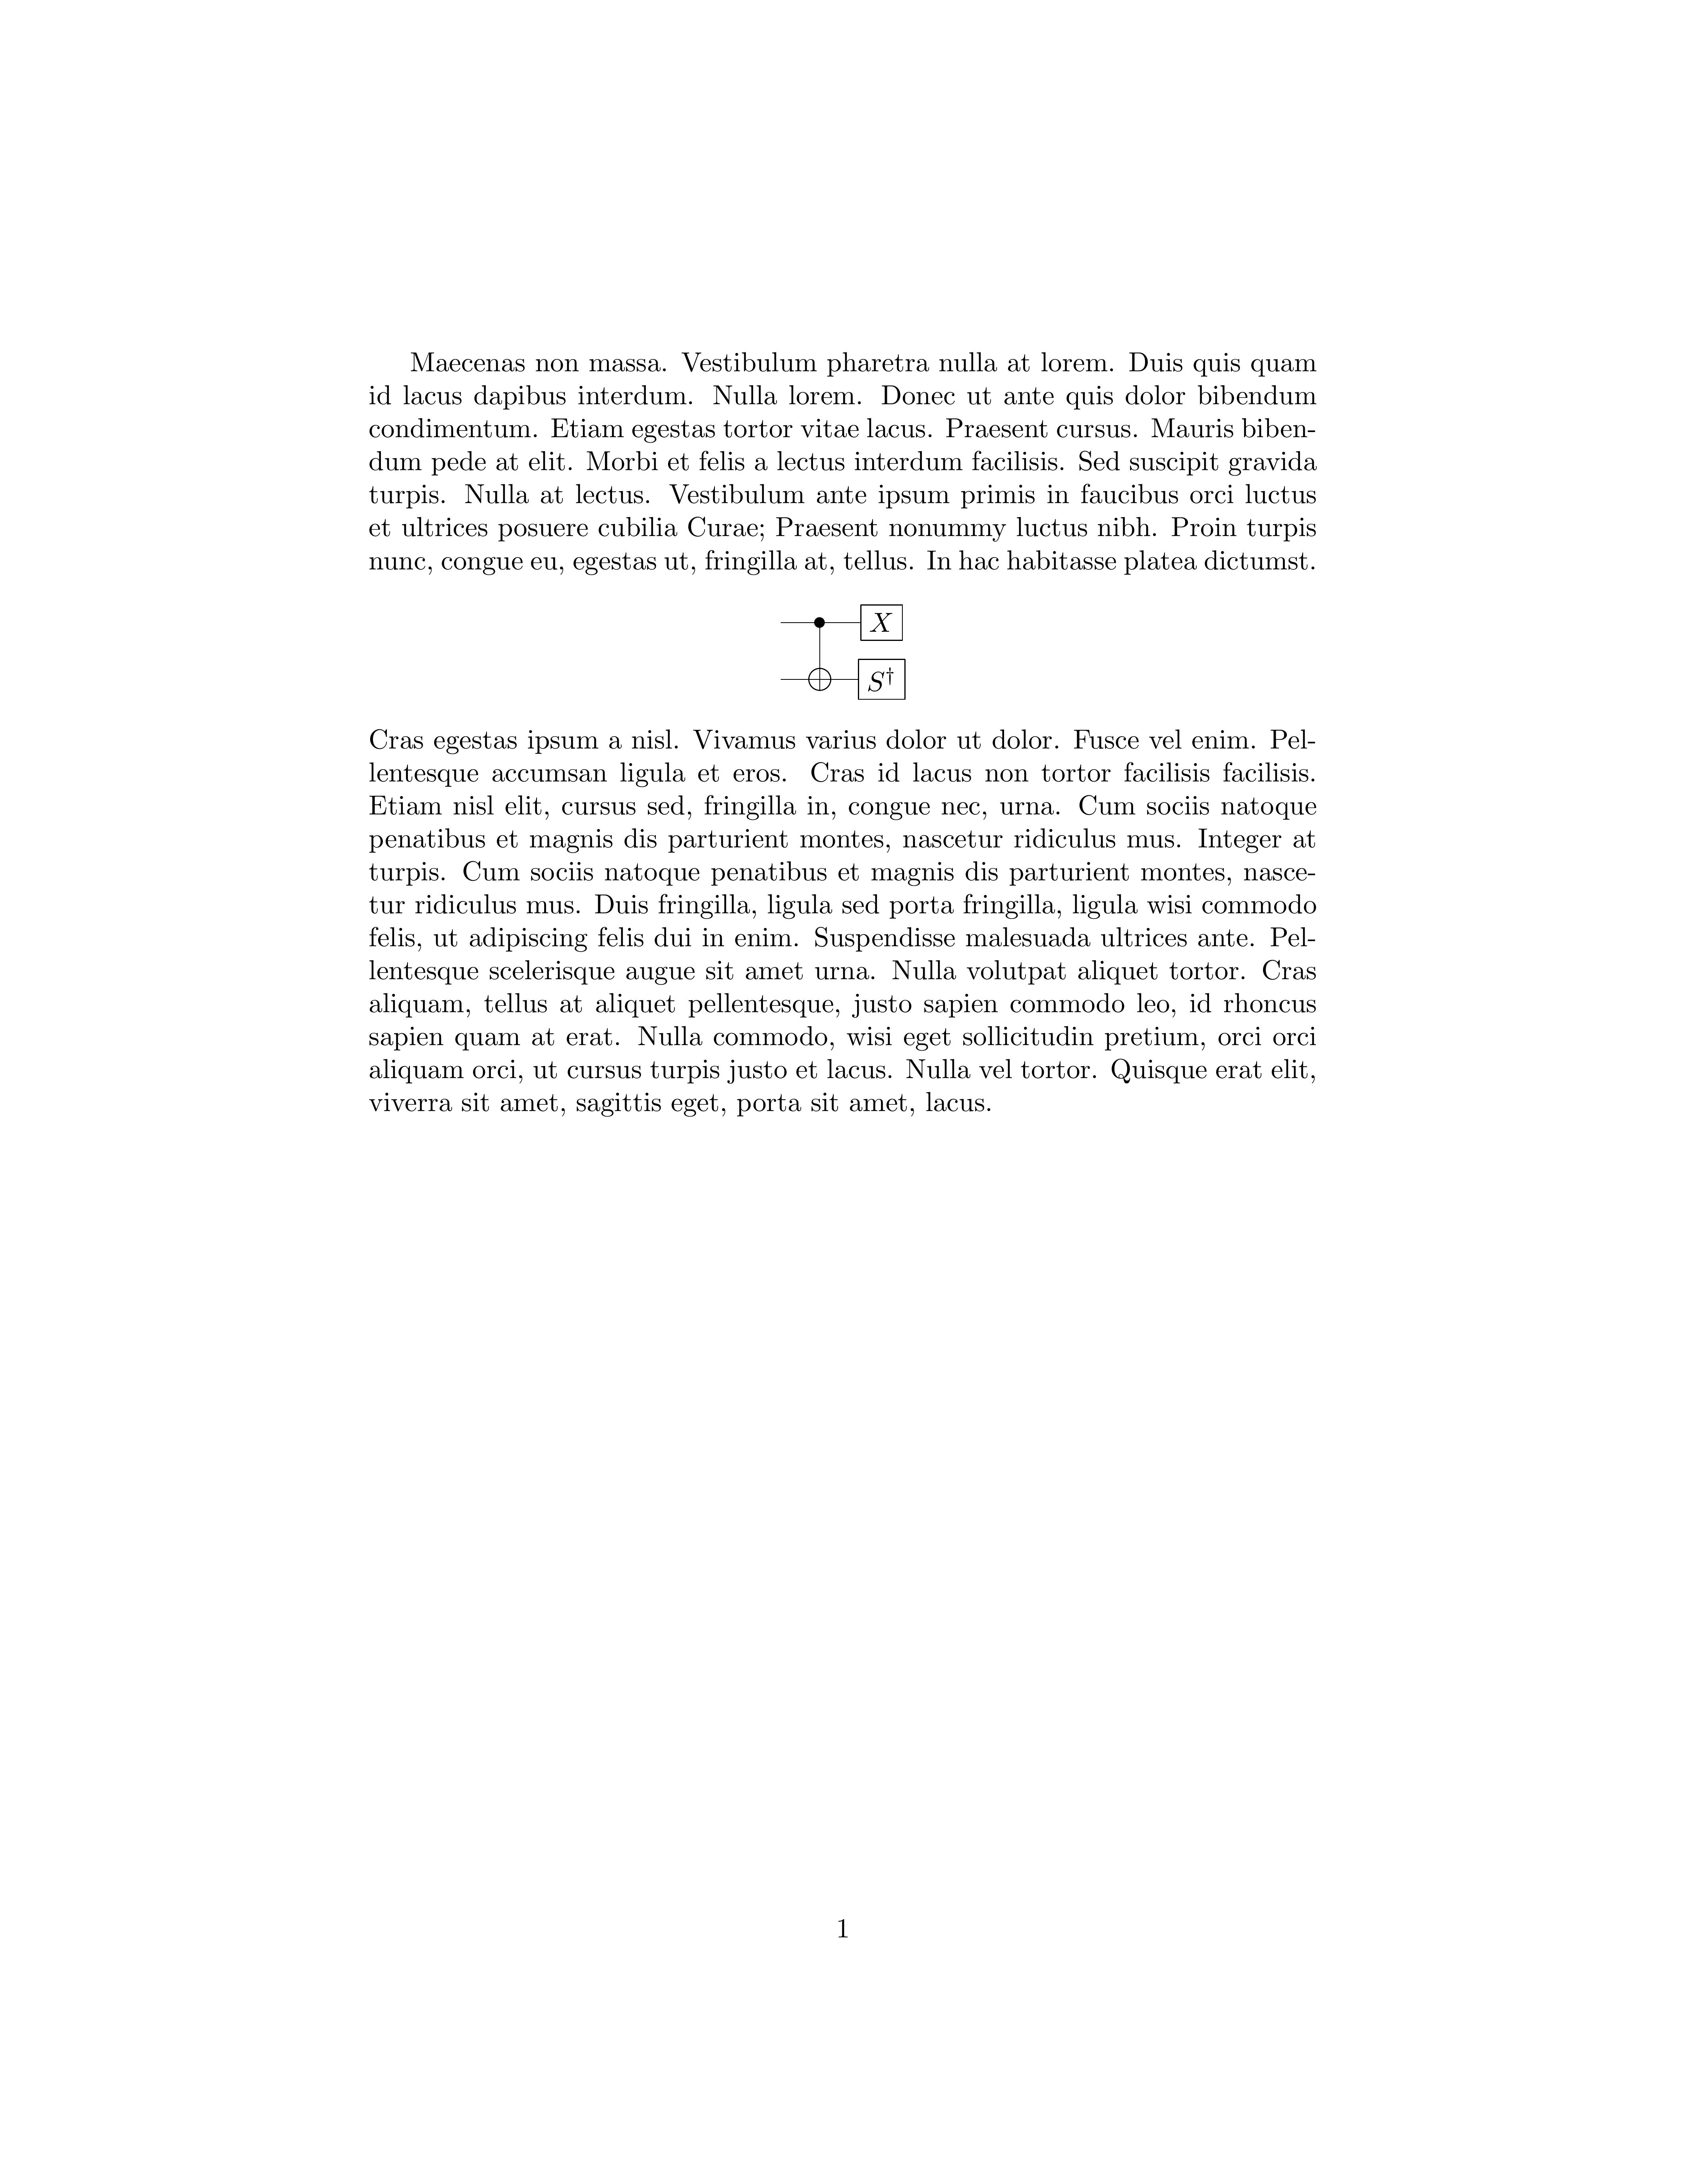 Maecenas non massa. Vestibulum pharetra nulla at lorem. Duis quis quam
id lacus dapibus interdum. Nulla lorem. Donec ut ante quis dolor bibendum
condimentum. Etiam egestas tortor vitae lacus. Praesent cursus. Mauris biben-
dum pede at elit. Morbi et felis a lectus interdum facilisis. Sed suscipit gravida
turpis. Nulla at lectus. Vestibulum ante ipsum primis in faucibus orci luctus
et ultrices posuere cubilia Curae; Praesent nonummy luctus nibh. Proin turpis
nunc, congue eu, egestas ut, fringilla at, tellus. In hac habitasse platea dictumst.
X
S†
Cras egestas ipsum a nisl. Vivamus varius dolor ut dolor. Fusce vel enim. Pel-
lentesque accumsan ligula et eros. Cras id lacus non tortor facilisis facilisis.
Etiam nisl elit, cursus sed, fringilla in, congue nec, urna. Cum sociis natoque
penatibus et magnis dis parturient montes, nascetur ridiculus mus. Integer at
turpis. Cum sociis natoque penatibus et magnis dis parturient montes, nasce-
tur ridiculus mus. Duis fringilla, ligula sed porta fringilla, ligula wisi commodo
felis, ut adipiscing felis dui in enim. Suspendisse malesuada ultrices ante. Pel-
lentesque scelerisque augue sit amet urna. Nulla volutpat aliquet tortor. Cras
aliquam, tellus at aliquet pellentesque, justo sapien commodo leo, id rhoncus
sapien quam at erat. Nulla commodo, wisi eget sollicitudin pretium, orci orci
aliquam orci, ut cursus turpis justo et lacus. Nulla vel tortor. Quisque erat elit,
viverra sit amet, sagittis eget, porta sit amet, lacus.
1